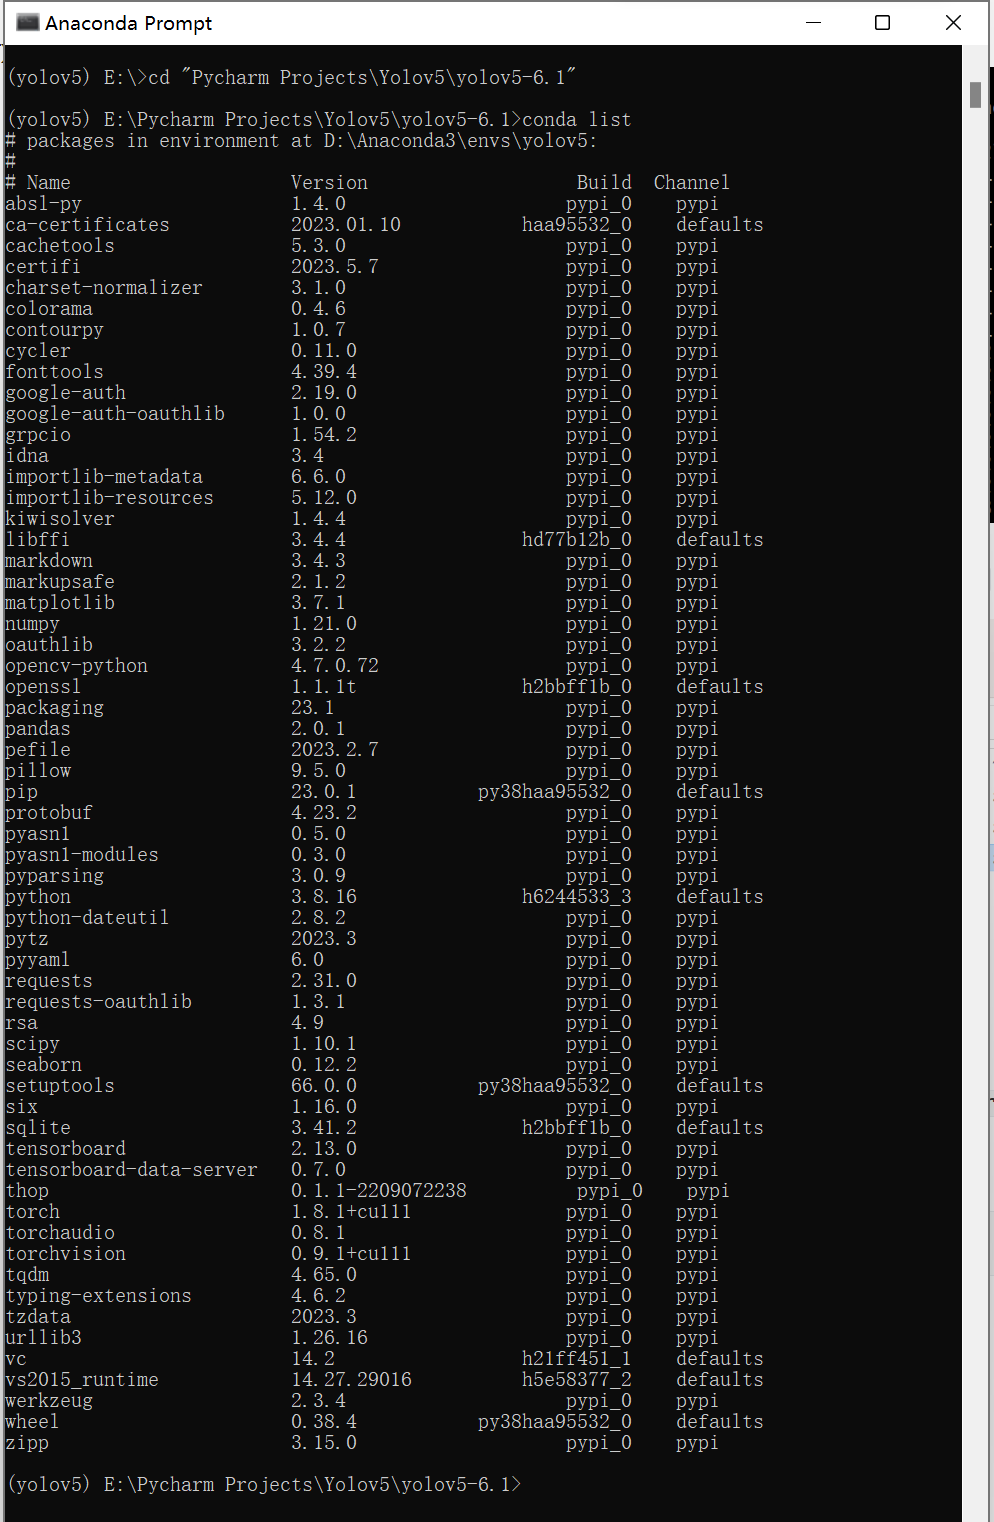 Anaconda Prompt
(yolov5) E:\>cd "Pycharm Projects\Yolov5\yolov5-6.1"
(yolov5) E:\Pycharm Projects\Yolov5\yolov5-6.1>conda list
# packages in environment at D:\Anaconda3\envs\yolov5:
#
# Name Version Build Channel
absl-py 1.4.0 pypi_0 pypi
ca-certificates 2023.01.10 haa95532_0 defaults
cachetools 5.3.0 pypi_0 pypi
certifi 2023.5.7 pypi_0 pypi
charset-normalizer 3.1.0 pypi_0 pypi
colorama 0.4.6 pypi_0 pypi
contourpy 1.0.7 pypi_0 pypi
cycler 0.11.0 pypi_0 pypi
fonttools 4.39.4 pypi_0 pypi
google-auth 2.19.0 pypi_0 pypi
google-auth-oauthlib 1.0.0 pypi_0 pypi
grpcio 1.54.2 pypi_0 pypi
idna 3.4 pypi_0 pypi
importlib-metadata 6.6.0 pypi_0 pypi
importlib-resources 5.12.0 pypi_0 pypi
kiwisolver 1.4.4 pypi_0 pypi
libffi 3.4.4 hd77b12b_0 defaults
markdown 3.4.3 pypi_0 pypi
markupsafe 2.1.2 pypi_0 pypi
matplotlib 3.7.1 pypi_0 pypi
numpy 1.21.0 pypi_0 pypi
oauthlib 3.2.2 pypi_0 pypi
opencv-python 4.7.0.72 pypi_0 pypi
openssl 1.1.1t h2bbff1b_0 defaults
packaging 23.1 pypi_0 pypi
pandas 2.0.1 pypi_0 pypi
pefile 2023.2.7 pypi_0 pypi
pillow 9.5.0 pypi_0 pypi
pip 23.0.1 py38haa95532_0 defaults
protobuf 4.23.2 pypi_0 pypi
pyasn1 0.5.0 pypi_0 pypi
pyasn1-modules 0.3.0 pypi_0 pypi
pyparsing 3.0.9 pypi_0 pypi
python 3.8.16 h6244533_3 defaults
python-dateutil 2.8.2 pypi_0 pypi
pytz 2023.3 pypi_0 pypi
pyyaml 6.0 pypi_0 pypi
requests 2.31.0 pypi_0 pypi
requests-oauthlib 1.3.1 pypi_0 pypi
rsa 4.9 pypi_0 pypi
scipy 1.10.1 pypi_0 pypi
seaborn 0.12.2 pypi_0 pypi
setuptools 66.0.0 py38haa95532_0 defaults
six 1.16.0 pypi_0 pypi
sqlite 3.41.2 h2bbff1b_0 defaults
tensorboard 2.13.0 pypi_0 pypi
tensorboard-data-server 0.7.0 pypi_0 pypi
thop 0.1.1-2209072238 pypi_0 pypi
torch 1.8.1+cu111 pypi_0 pypi
torchaudio 0.8.1 pypi_0 pypi
torchvision 0.9.1+cu111 pypi_0 pypi
tqdm 4.65.0 pypi_0 pypi
typing-extensions 4.6.2 pypi_0 pypi
tzdata 2023.3 pypi_0 pypi
urllib3 1.26.16 pypi_0 pypi
vc 14.2 h21ff451_1 defaults
vs2015_runtime 14.27.29016 h5e58377_2 defaults
werkzeug 2.3.4 pypi_0 pypi
wheel 0.38.4 py38haa95532_0 defaults
zipp 3.15.0 pypi_0 pypi
(yolov5) E:\Pycharm Projects\Yolov5\yolov5-6.1>